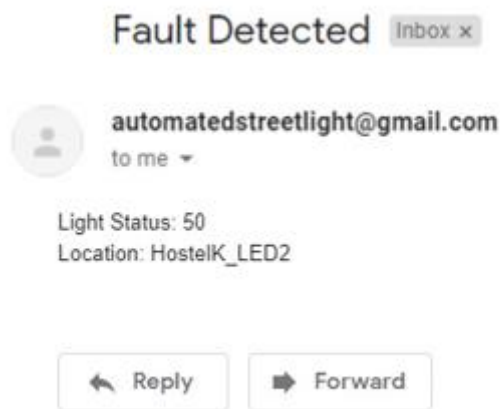 Fault Detected Inbox x
automatedstreetlight@gmail.com
to me
Light Status: 50
Location: HostelK_LED2
Reply Forward